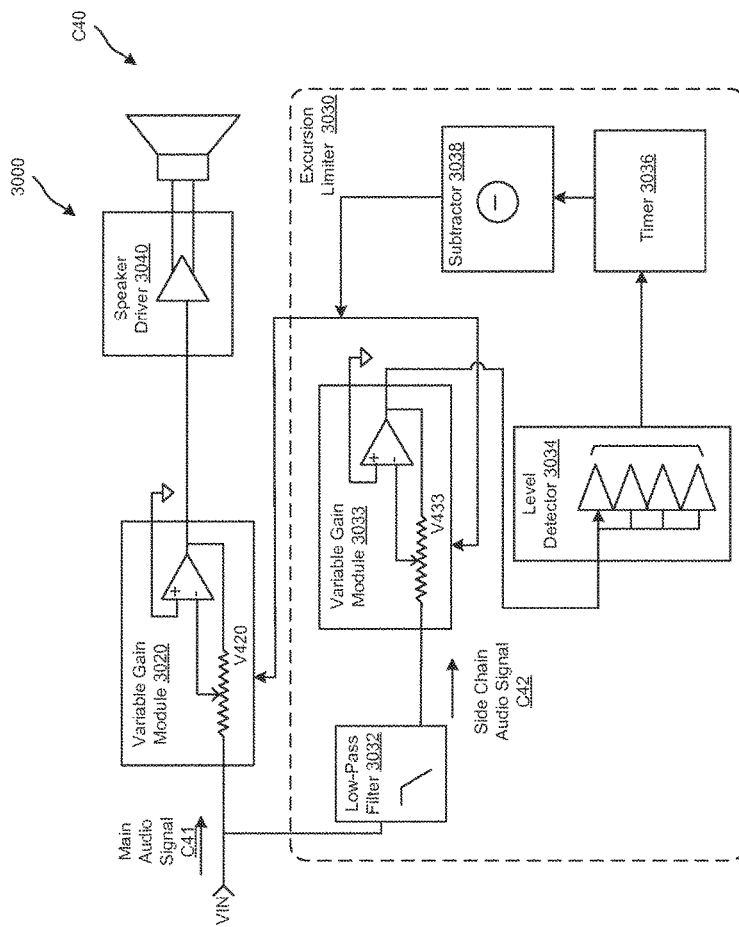 3000
C40
Speaker
Driver 3040
Variable Gain
Module 3020
+
-
V420
Main
Audio
Signal
C41
VIN
Excursion
Limiter 3030
Low-Pass
Filter 3032
Side Chain
Audio Signal
C42
Variable Gain
Module 3033
+
-
V433
Level
Detector 3034
Timer 3036
Subtractor 3038
-